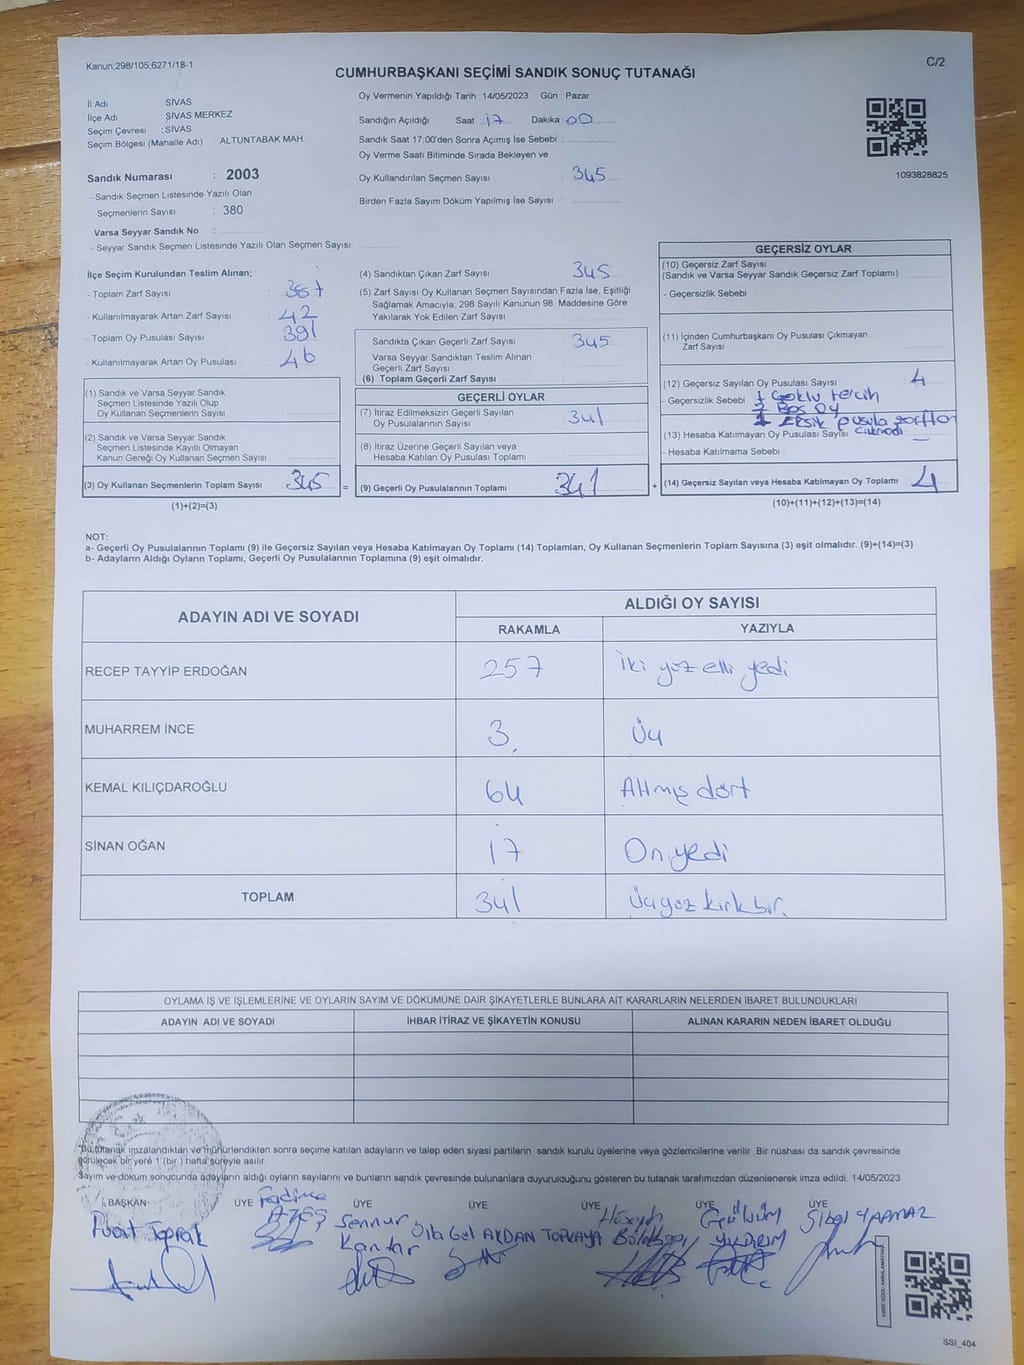 Kanun;298/105,6271/18-1
C/2
CUMHURBAŞKANI SEÇİMİ SANDIK SONUÇ TUTANAĞI
İl Adı : SİVAS
İlçe Adı : SİVAS MERKEZ
Seçim Çevresi : SİVAS
Seçim Bölgesi (Mahalle Adı) : ALTUNTABAK MAH.
Sandık Numarası : 2003
- Sandık Seçmen Listesinde Yazılı Olan
Seçmenlerin Sayısı : 380
Varsa Seyyar Sandık No :
- Seyyar Sandık Seçmen Listesinde Yazılı Olan Seçmen Sayısı:
Oy Vermenin Yapıldığı Tarih :14/05/2023 Gün : Pazar
Sandığın Açıldığı Saat : 17 Dakika : 00
Sandık Saat 17:00'den Sonra Açımış İse Sebebi :
Oy Verme Saati Bitiminde Sırada Bekleyen ve
Oy Kullandırılan Seçmen Sayısı : 345
Birden Fazla Sayım Döküm Yapılmış İse Sayısı :
1093828825
İlçe Seçim Kurulundan Teslim Alınan;
- Toplam Zarf Sayısı : 387
- Kullanılmayarak Artan Zarf Sayısı : 42
- Toplam Oy Pusulası Sayısı : 391
- Kullanılmayarak Artan Oy Pusulası : 46
(1) Sandık ve Varsa Seyyar Sandık
Seçmen Listesinde Yazılı Olup
Oy Kullanan Seçmenlerin Sayısı :
(2) Sandık ve Varsa Seyyar Sandık
Seçmen Listesinde Kayıtlı Olmayan
Kanun Gereği Oy Kullanan Seçmen Sayısı :
(3) Oy Kullanan Seçmenlerin Toplam Sayısı : 345 =
(1)+(2)=(3)
(4) Sandıktan Çıkan Zarf Sayısı : 345
(5) Zarf Sayısı Oy Kullanan Seçmen Sayısından Fazla İse, Eşitliği
Sağlamak Amacıyla, 298 Sayılı Kanunun 98. Maddesine Göre
Yakılarak Yok Edilen Zarf Sayısı :
Sandıkta Çıkan Geçerli Zarf Sayısı : 345
Varsa Seyyar Sandıktan Teslim Alınan
Geçerli Zarf Sayısı :
(6) Toplam Geçerli Zarf Sayısı :
GEÇERLİ OYLAR
(7) İtiraz Edilmeksizin Geçerli Sayılan
Oy Pusulalarının Sayısı : 341
(8) İtiraz Üzerine Geçerli Sayılan veya
Hesaba Katılan Oy Pusulası Toplamı :
(9) Geçerli Oy Pusulalarının Toplamı : 341 +
GEÇERSİZ OYLAR
(10) Geçersiz Zarf Sayısı
(Sandık ve Varsa Seyyar Sandık Geçersiz Zarf Toplamı) :
- Geçersizlik Sebebi :
(11) İçinden Cumhurbaşkanı Oy Pusulası Çıkmayan
Zarf Sayısı :
(12) Geçersiz Sayılan Oy Pusulası Sayısı : 4
- Geçersizlik Sebebi : 1 Çoklu tercih
2 Boş Oy
1 Eksik pusula zarftan
çıkmadı
(13) Hesaba Katılmayan Oy Pusulası Sayısı
- Hesaba Katılmama Sebebi :
(14) Geçersiz Sayılan veya Hesaba Katılmayan Oy Toplamı : 4
(10)+(11)+(12)+(13)=(14)
NOT:
a- Geçerli Oy Pusulalarının Toplamı (9) ile Geçersiz Sayılan veya Hesaba Katılmayan Oy Toplamı (14) Toplamları, Oy Kullanan Seçmenlerin Toplam Sayısına (3) eşit olmalıdır. (9)+(14)=(3)
b- Adayların Aldığı Oyların Toplamı, Geçerli Oy Pusulalarının Toplamına (9) eşit olmalıdır.
ADAYIN ADI VE SOYADI
ALDIĞI OY SAYISI
RAKAMLA YAZIYLA
RECEP TAYYİP ERDOĞAN 257 İki yüz elli yedi
MUHARREM İNCE 3 Üç
KEMAL KILIÇDAROĞLU 64 Altmış dört
SİNAN OĞAN 17 On yedi
TOPLAM 341 Üç yüz kırk bir.
OYLAMA İŞ VE İŞLEMLERİNE VE OYLARIN SAYIM VE DÖKÜMÜNE DAİR ŞİKAYETLERLE BUNLARA AİT KARARLARIN NELERDEN İBARET BULUNDUKLARI
ADAYIN ADI VE SOYADI İHBAR İTİRAZ VE ŞİKAYETİN KONUSU ALINAN KARARIN NEDEN İBARET OLDUĞU
*Bu tutanak imzalandıktan ve mühürlendikten sonra seçime katılan adayların ve talep eden siyasi partilerin sandık kurulu üyelerine veya gözlemcilerine verilir. Bir nüshası da sandık çevresinde
görülecek bir yere 1 (bir ) hafta süreyle asılır.
Sayım ve döküm sonucunda adayların aldığı oyların sayılarını ve bunların sandık çevresinde bulunanlara duyurulduğunu gösteren bu tutanak tarafımızdan düzenlenerek imza edildi. 14/05/2023
BAŞKAN ÜYE ÜYE ÜYE ÜYE ÜYE ÜYE
Fuat Toprak
Fadime ATEŞ
Sennur Kantar
AKDAN TOPKAYA
Hüseyin
Gülsüm YILDIRIM
YAPMAZ
SSI_404